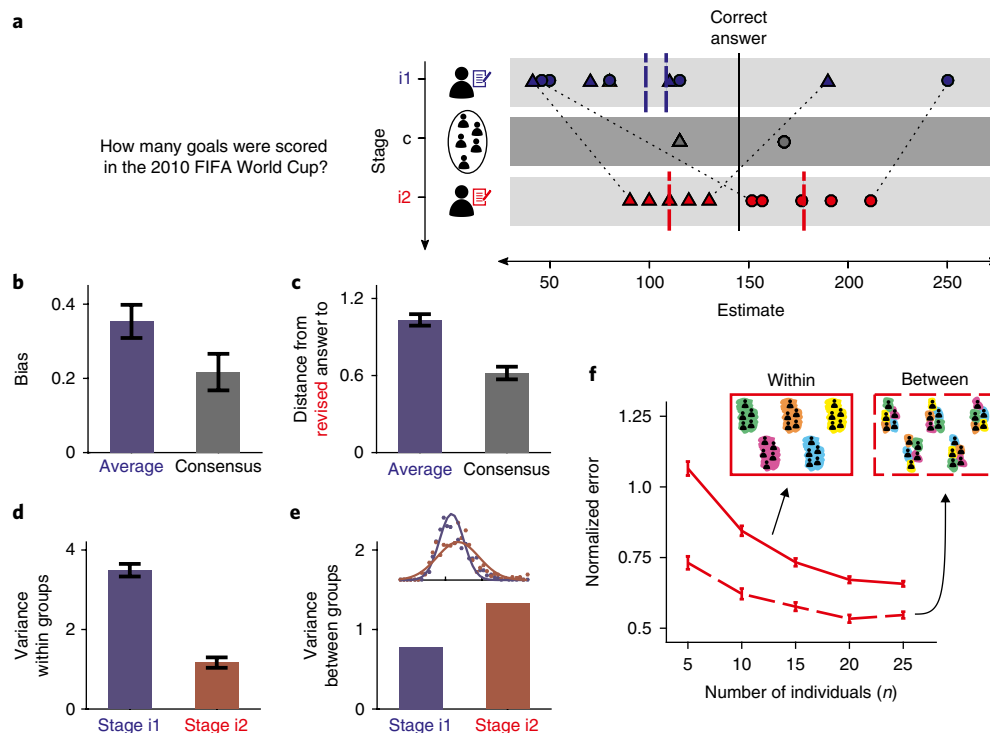 a
Correct
answer
How many goals were scored
in the 2010 FIFA World Cup?
Stage
i1
c
i2
50
100
150
200
250
Estimate
b
Bias
0.4
0.2
0
Average
Consensus
c
Distance from
revised answer to
1.2
0.6
0
Average
Consensus
d
Variance
within groups
4
2
0
Stage i1
Stage i2
e
Variance
between groups
2
1
0
Stage i1
Stage i2
f
Within
Between
Normalized error
1.25
1.0
0.75
0.5
5
10
15
20
25
Number of individuals (n)